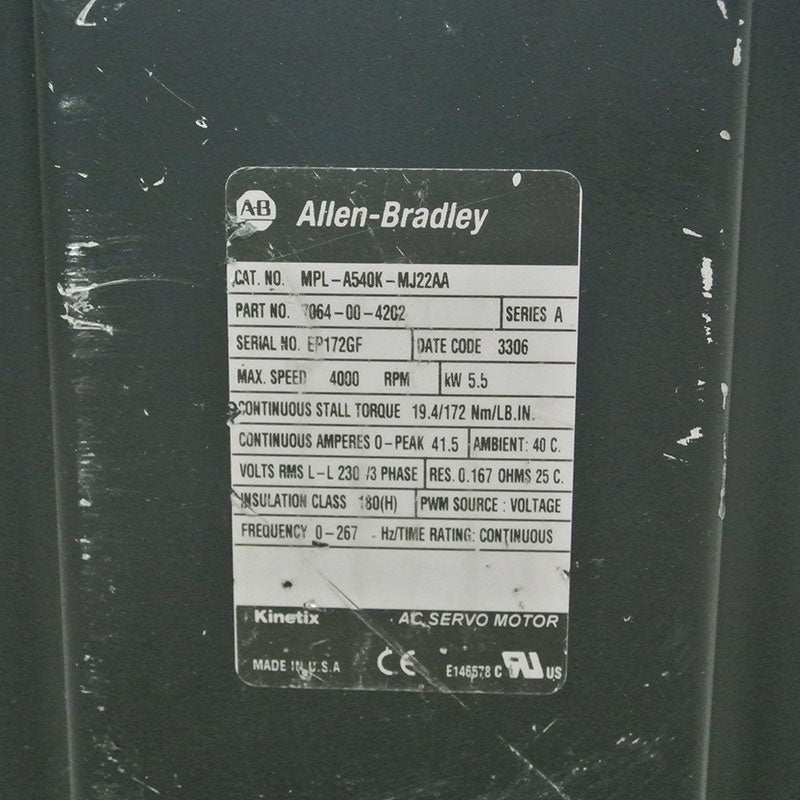 A-B Allen-Bradley
CAT. NO. MPL-A540K-MJ22AA
PART NO. 7064-00-4202 SERIES A
SERIAL NO. EP172GF DATE CODE 3306
MAX. SPEED 4000 RPM kW 5.5
CONTINUOUS STALL TORQUE 19.4/172 Nm/LB.IN.
CONTINUOUS AMPERES 0-PEAK 41.5 AMBIENT: 40 C.
VOLTS RMS L-L 230 /3 PHASE RES. 0.167 OHMS 25 C.
INSULATION CLASS 180(H) PWM SOURCE : VOLTAGE
FREQUENCY 0-267 Hz/TIME RATING: CONTINUOUS
Kinetix AC SERVO MOTOR
MADE IN U.S.A CE E146578 C UL US